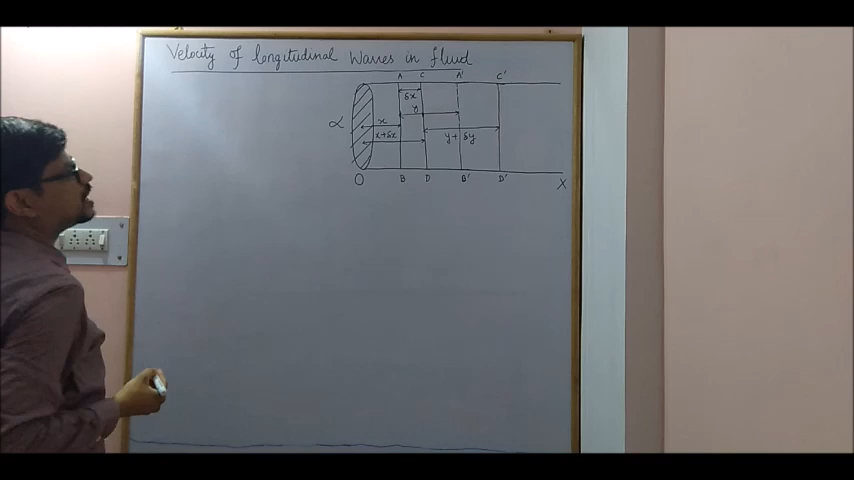 Velocity of longitudinal Waves in fluid
A C A' C'
δx
y
α x
x+δx y+δy
O B D B' D' X